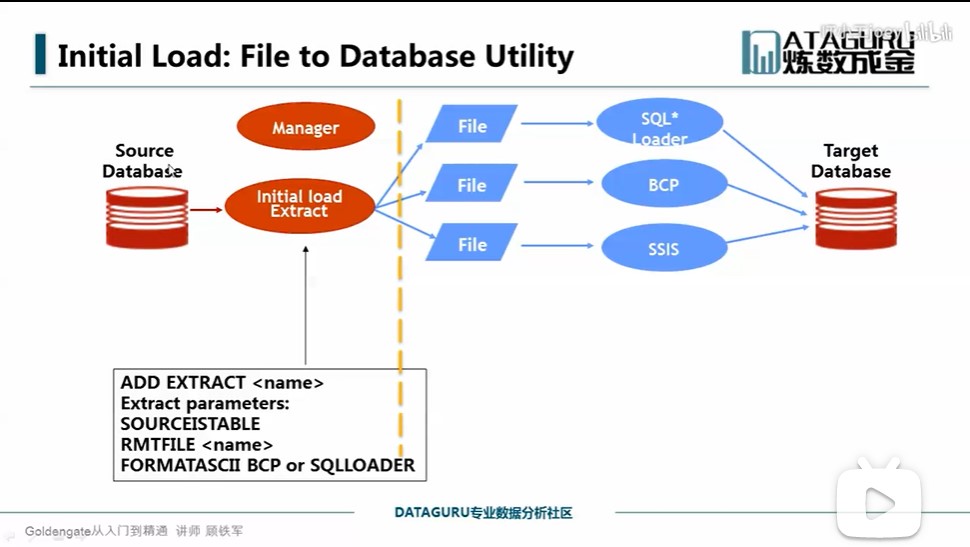 Initial Load: File to Database Utility
ATAGURU
炼数成金
bilibili
Manager
Source
Database
Initial load
Extract
File
File
File
SQL*
Loader
BCP
SSIS
Target
Database
ADD EXTRACT <name>
Extract parameters:
SOURCEISTABLE
RMTFILE <name>
FORMATASCII BCP or SQLLOADER
DATAGURU专业数据分析社区
Goldengate从入门到精通 讲师 顾铁军